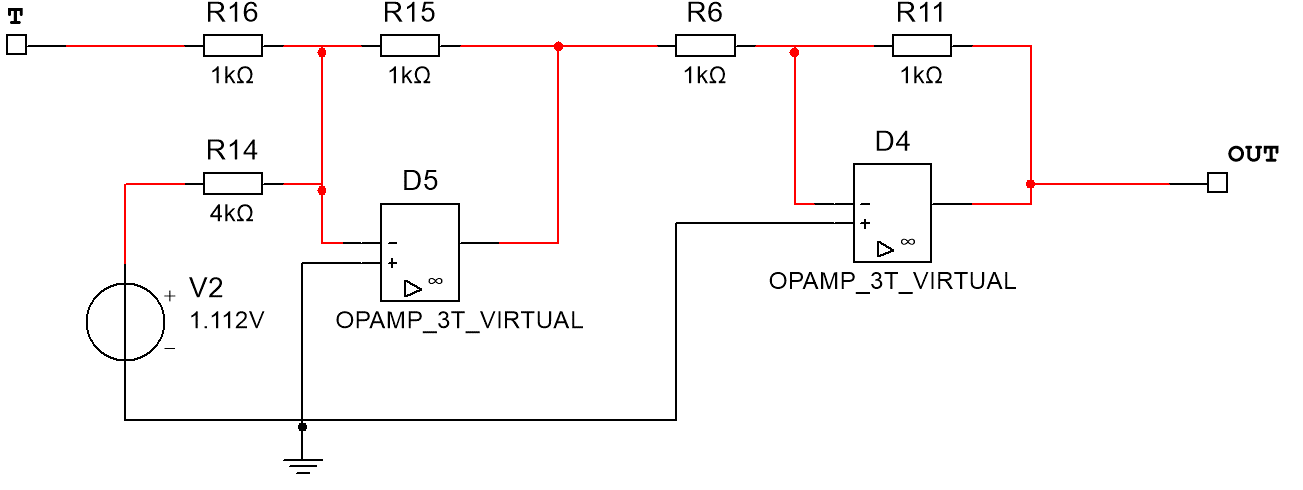 T
R16
1kΩ
R15
1kΩ
R6
1kΩ
R11
1kΩ
R14
4kΩ
D5
−
+
∞
OPAMP_3T_VIRTUAL
D4
−
+
∞
OPAMP_3T_VIRTUAL
OUT
+
V2
1.112V
−